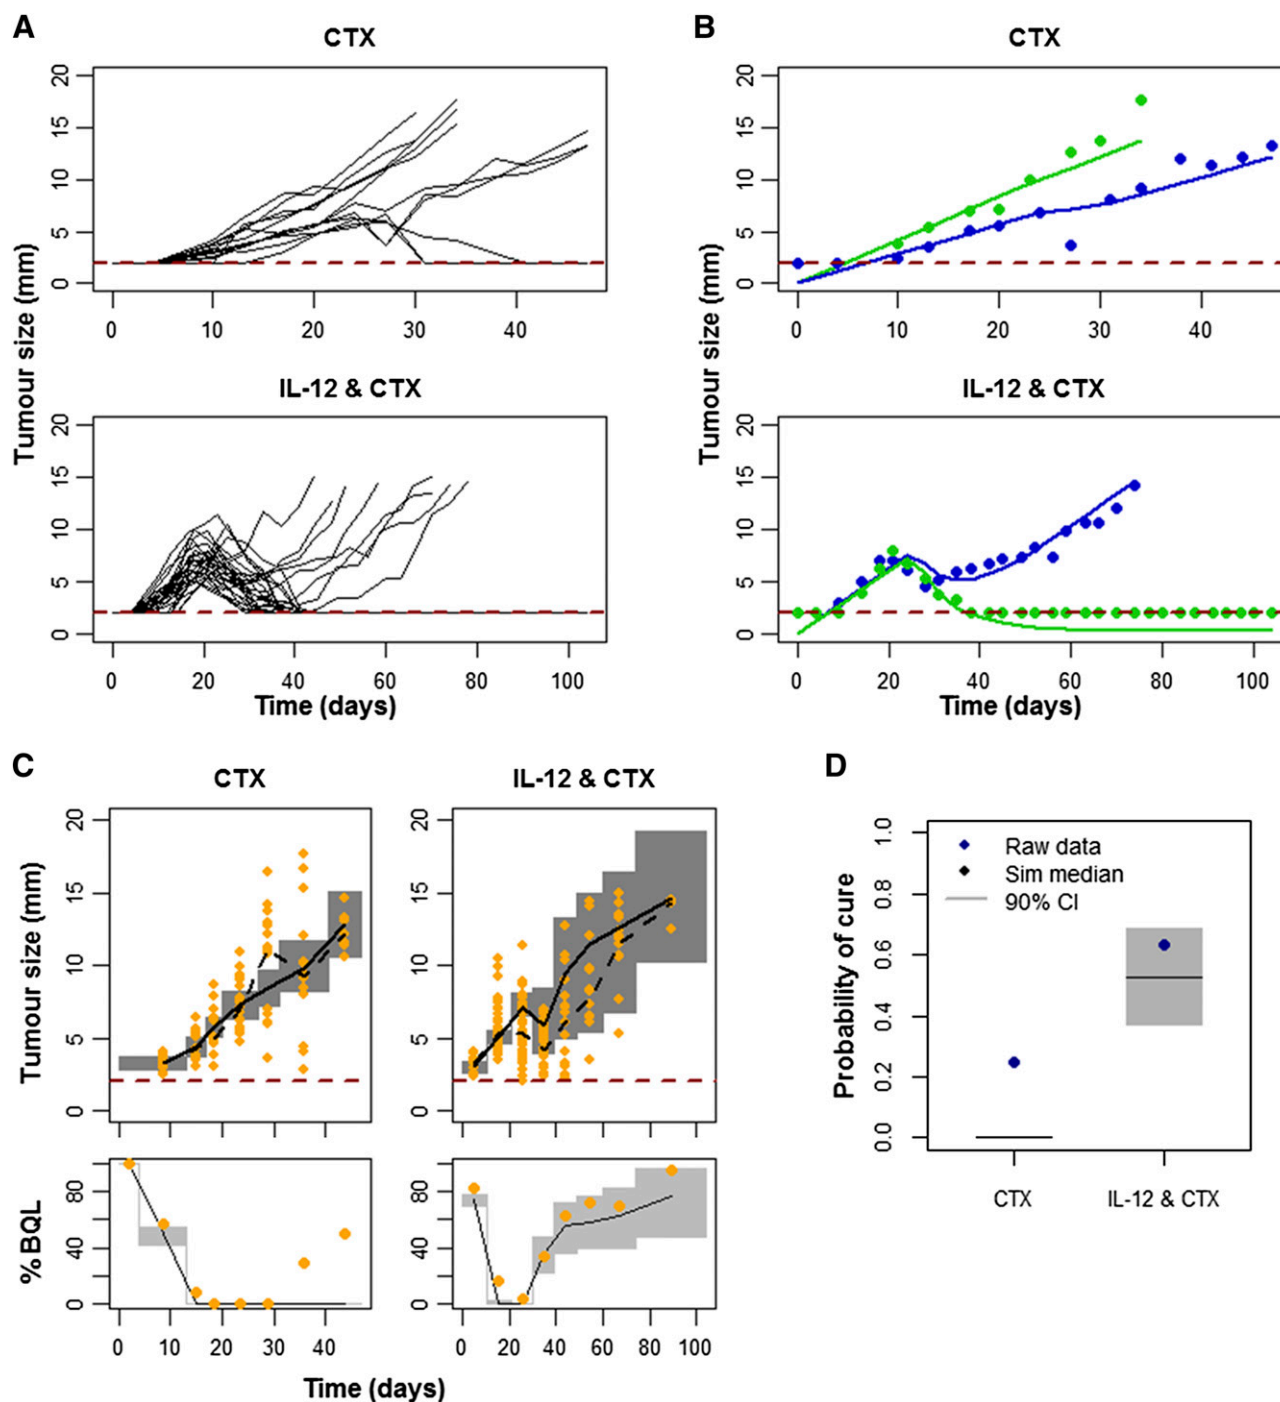 A
CTX
Tumour size (mm)
0 5 10 15 20
0 10 20 30 40
IL-12 & CTX
0 5 10 15 20
0 20 40 60 80 100
Time (days)
B
CTX
Tumour size (mm)
0 5 10 15 20
0 10 20 30 40
IL-12 & CTX
0 5 10 15 20
0 20 40 60 80 100
Time (days)
C
CTX
IL-12 & CTX
Tumour size (mm)
0 5 10 15 20
0 5 10 15 20
%BQL
0 40 80
0 40 80
0 10 20 30 40
0 20 40 60 80 100
Time (days)
D
Probability of cure
0.0 0.2 0.4 0.6 0.8 1.0
Raw data
Sim median
90% CI
CTX
IL-12 & CTX